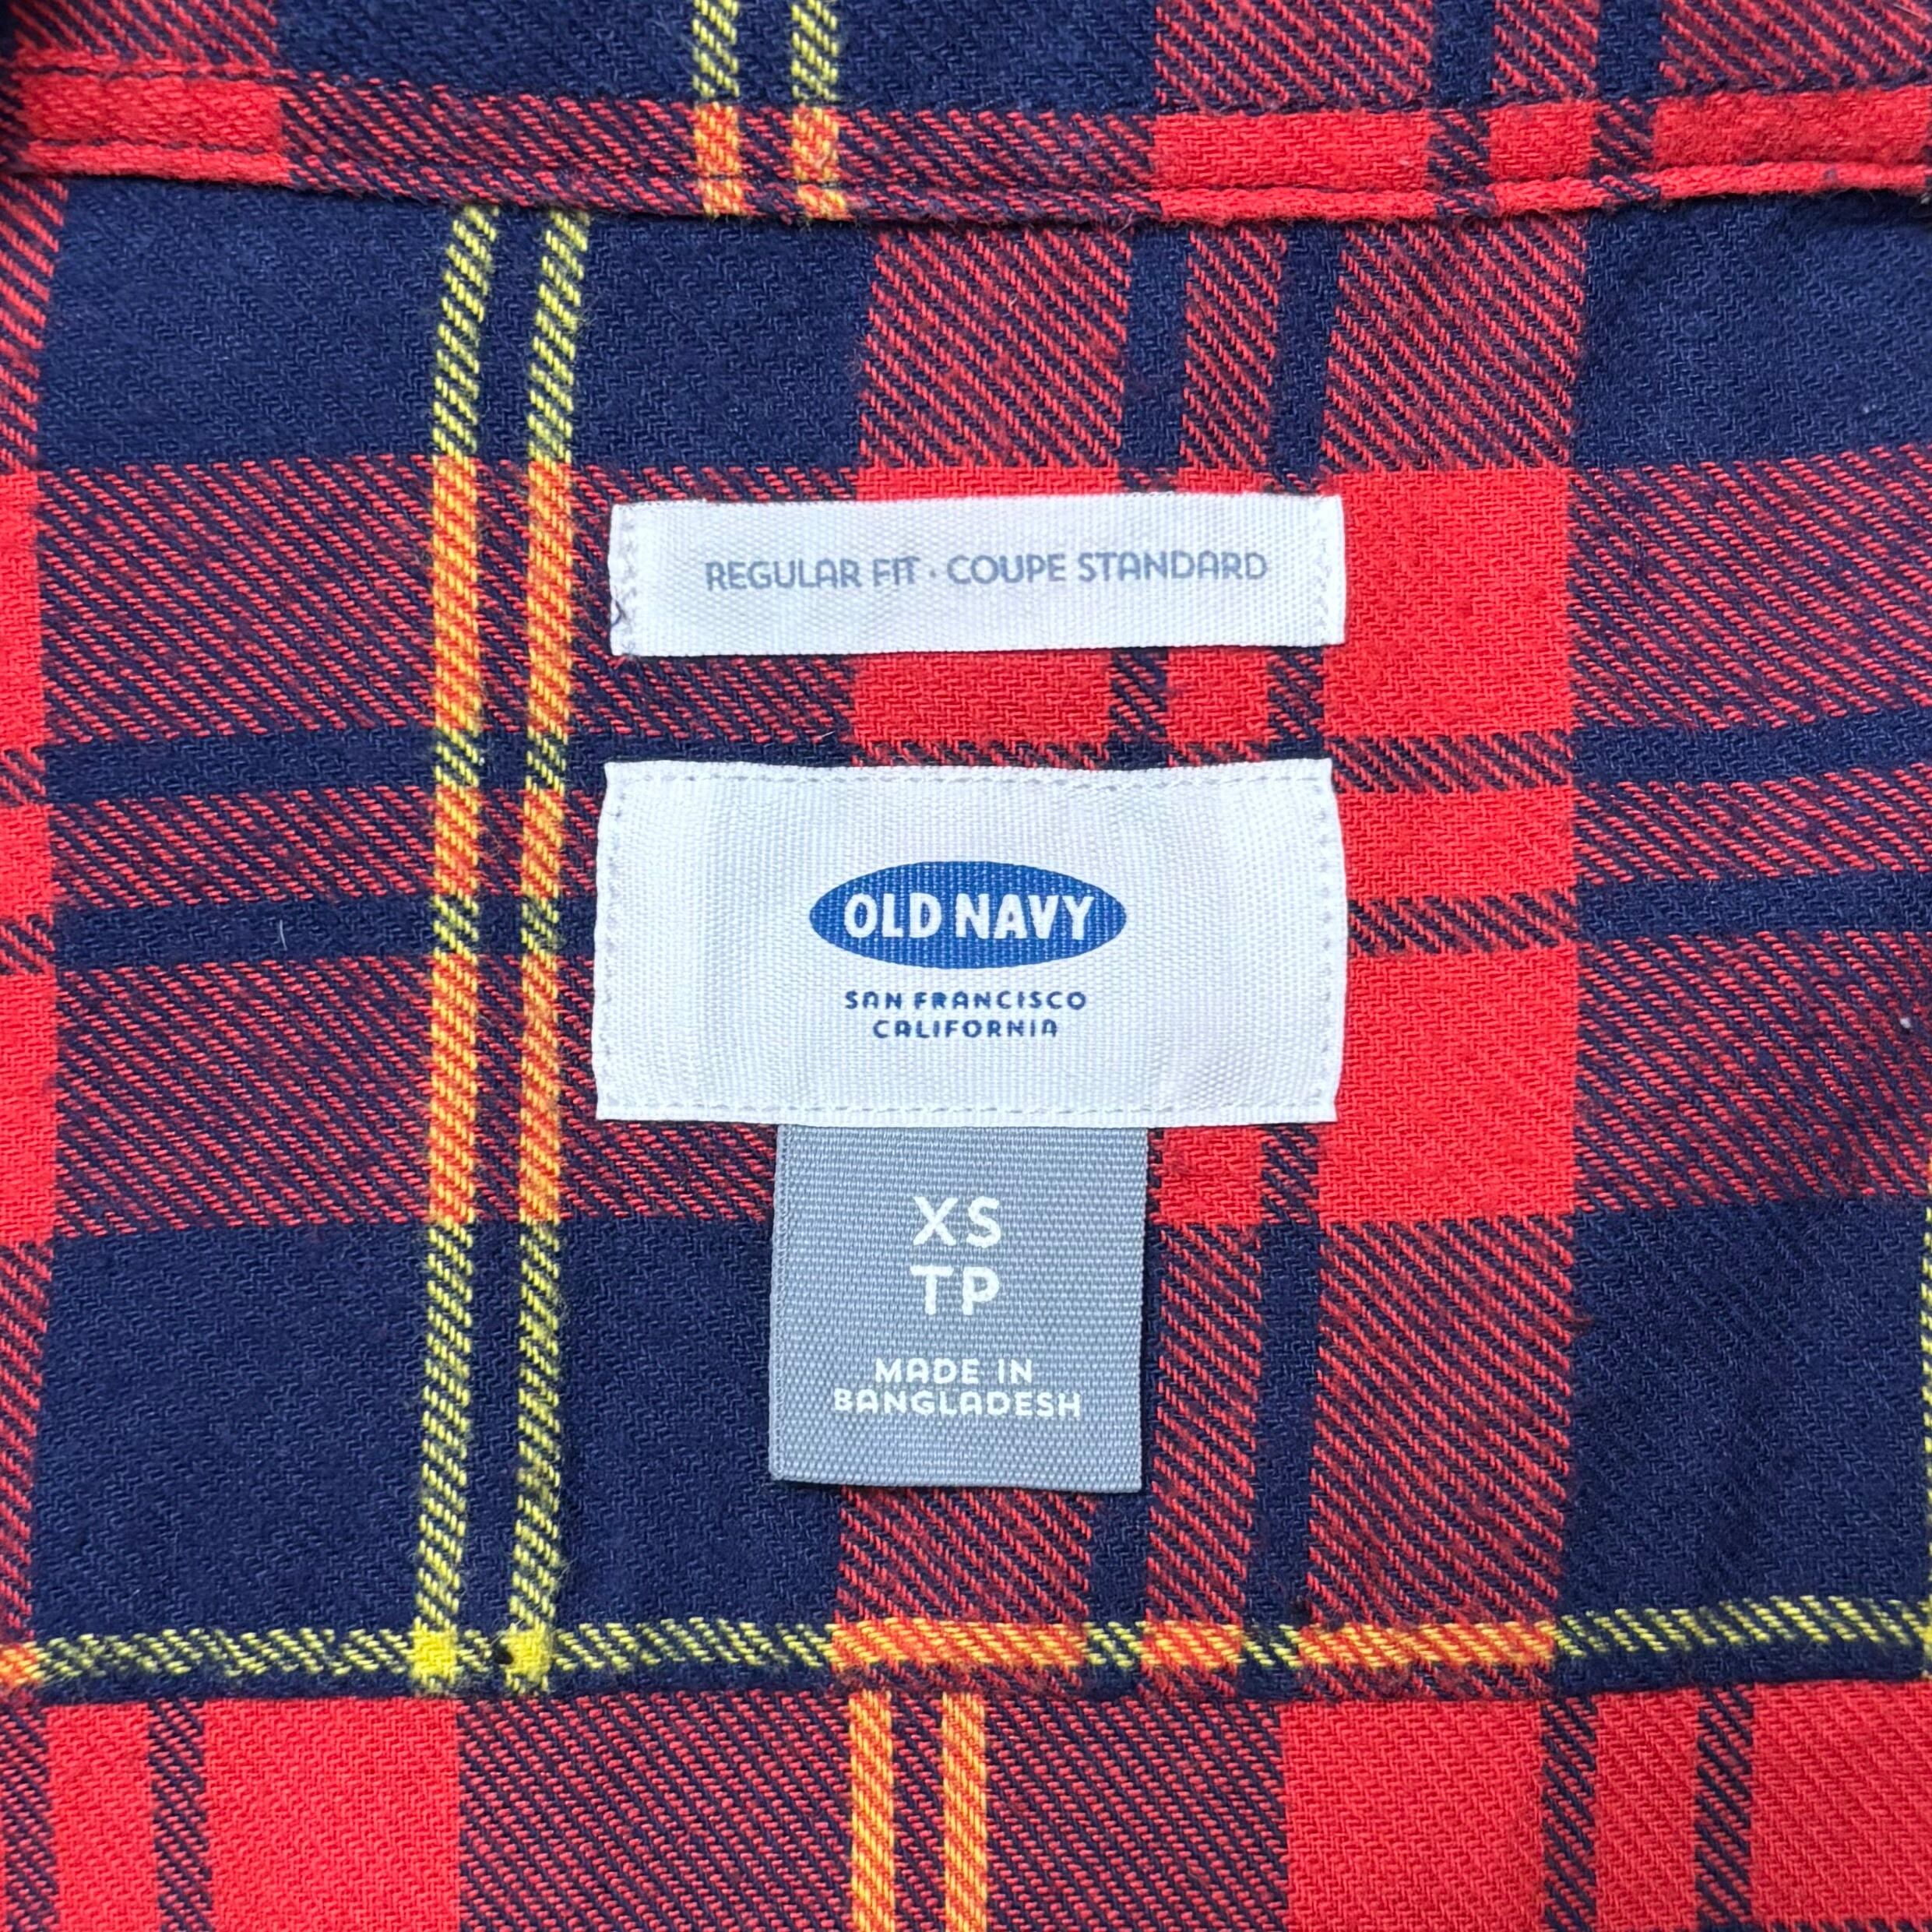 REGULAR FIT · COUPE STANDARD
OLD NAVY
SAN FRANCISCO
CALIFORNIA
XS
TP
MADE IN
BANGLADESH